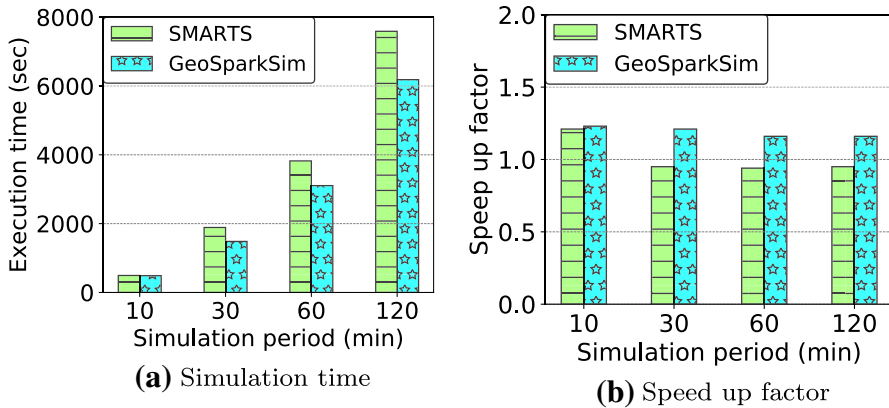 8000
6000
4000
2000
0
Execution time (sec)
SMARTS
GeoSparkSim
10 30 60 120
Simulation period (min)
(a) Simulation time
2.0
1.5
1.0
0.5
0.0
Speep up factor
SMARTS
GeoSparkSim
10 30 60 120
Simulation period (min)
(b) Speed up factor